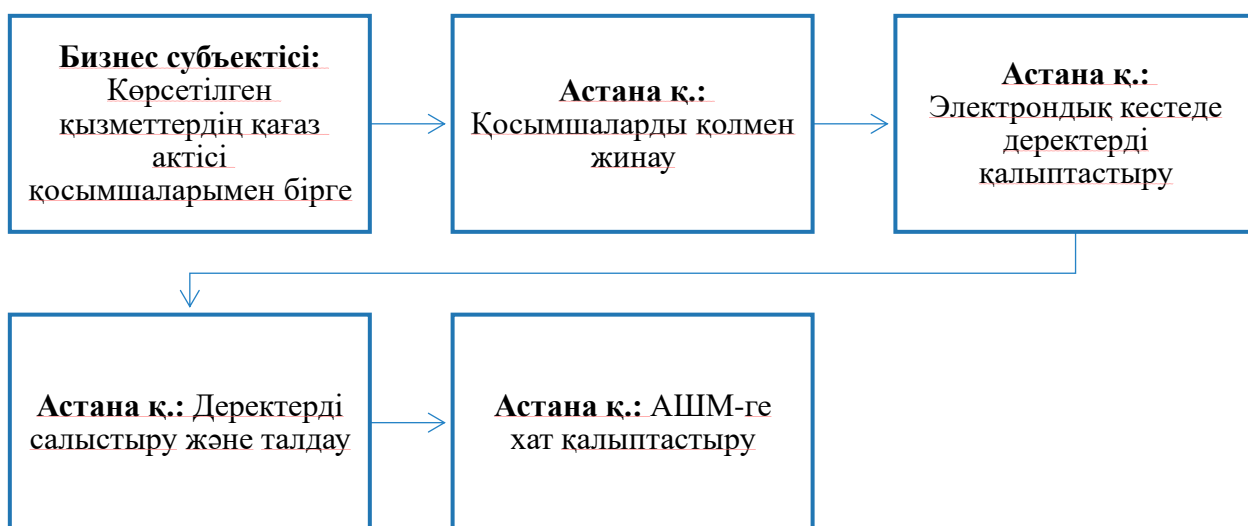 Бизнес субъектісі:
Көрсетілген
қызметтердің қағаз
актісі
қосымшаларымен бірге
Астана қ.:
Қосымшаларды қолмен
жинау
Астана қ.:
Электрондық кестеде
деректерді
қалыптастыру
Астана қ.: Деректерді
салыстыру және талдау
Астана қ.: АШМ-ге
хат қалыптастыру